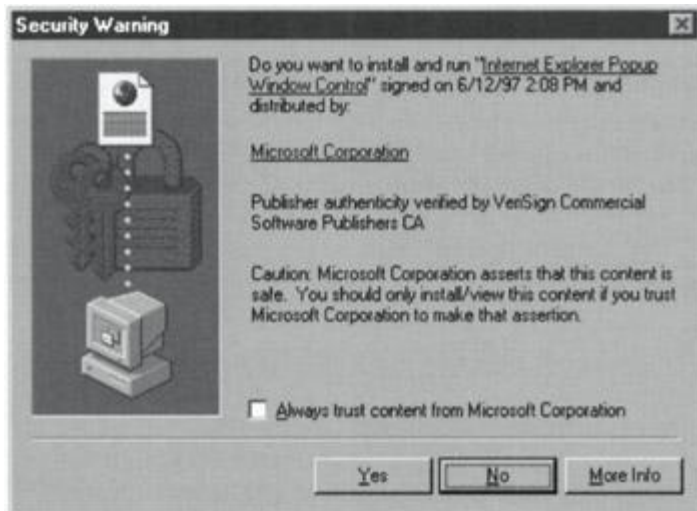 Security Warning
Do you want to install and run "Internet Explorer Popup
Window Control" signed on 6/12/97 2:08 PM and
distributed by:
Microsoft Corporation
Publisher authenticity verified by VeriSign Commercial
Software Publishers CA
Caution: Microsoft Corporation asserts that this content is
safe. You should only install/view this content if you trust
Microsoft Corporation to make that assertion.
Always trust content from Microsoft Corporation
Yes No More Info